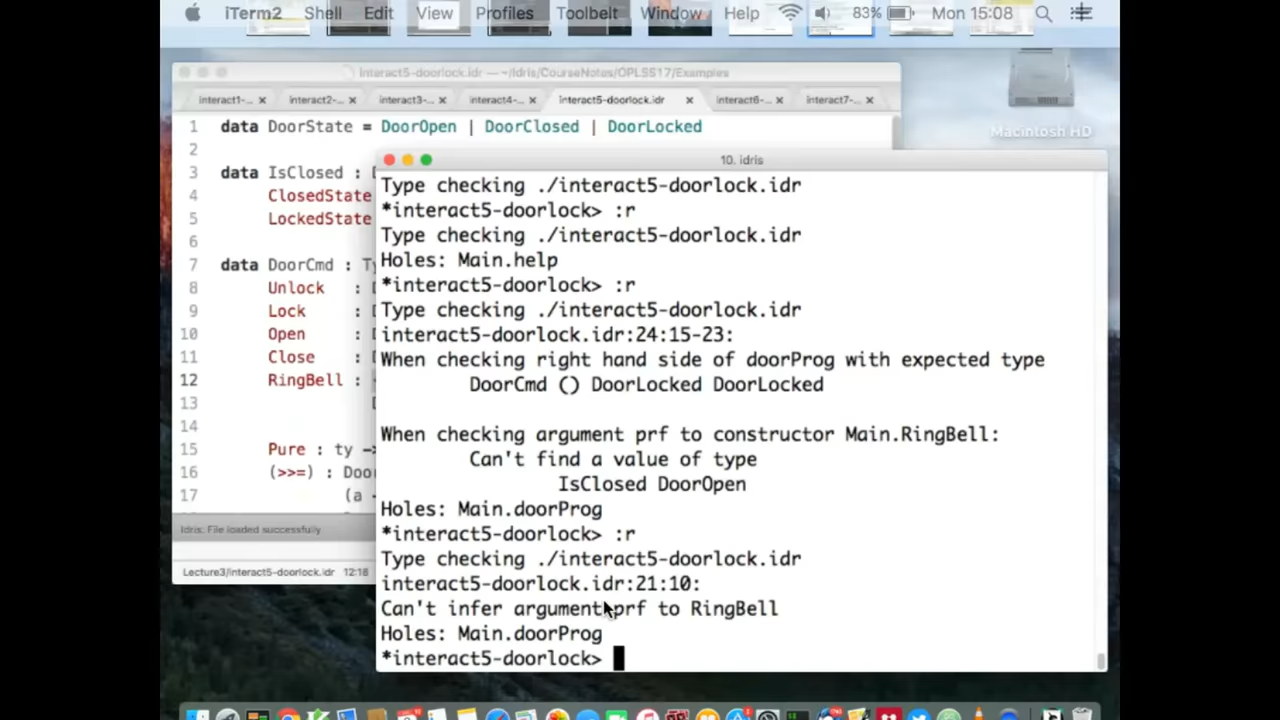 iTerm2 Shell Edit View Profiles Toolbelt Window Help 83% Mon 15:08
interact5-doorlock.idr — ~/Idris/CourseNotes/OPLSS17/Examples
interact1-... × interact2-... × interact3-... × interact4-... × interact5-doorlock.idr × interact6-... × interact7-... ×
Macintosh HD
1 data DoorState = DoorOpen | DoorClosed | DoorLocked
2
3 data IsClosed : D
4 ClosedState
5 LockedState
6
7 data DoorCmd : Ty
8 Unlock : D
9 Lock : D
10 Open : D
11 Close : D
12 RingBell :
13
14
15 Pure : ty ->
16 (>>=) : Door
17 (a -
Idris: File loaded successfully
Lecture3/interact5-doorlock.idr 12:18
10. idris
Type checking ./interact5-doorlock.idr
*interact5-doorlock> :r
Type checking ./interact5-doorlock.idr
Holes: Main.help
*interact5-doorlock> :r
Type checking ./interact5-doorlock.idr
interact5-doorlock.idr:24:15-23:
When checking right hand side of doorProg with expected type
DoorCmd () DoorLocked DoorLocked
When checking argument prf to constructor Main.RingBell:
Can't find a value of type
IsClosed DoorOpen
Holes: Main.doorProg
*interact5-doorlock> :r
Type checking ./interact5-doorlock.idr
interact5-doorlock.idr:21:10:
Can't infer argument prf to RingBell
Holes: Main.doorProg
*interact5-doorlock>